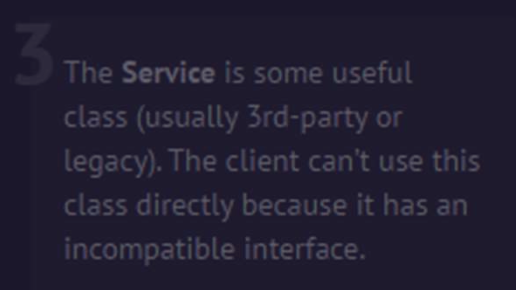 3
The Service is some useful
class (usually 3rd-party or
legacy). The client can't use this
class directly because it has an
incompatible interface.